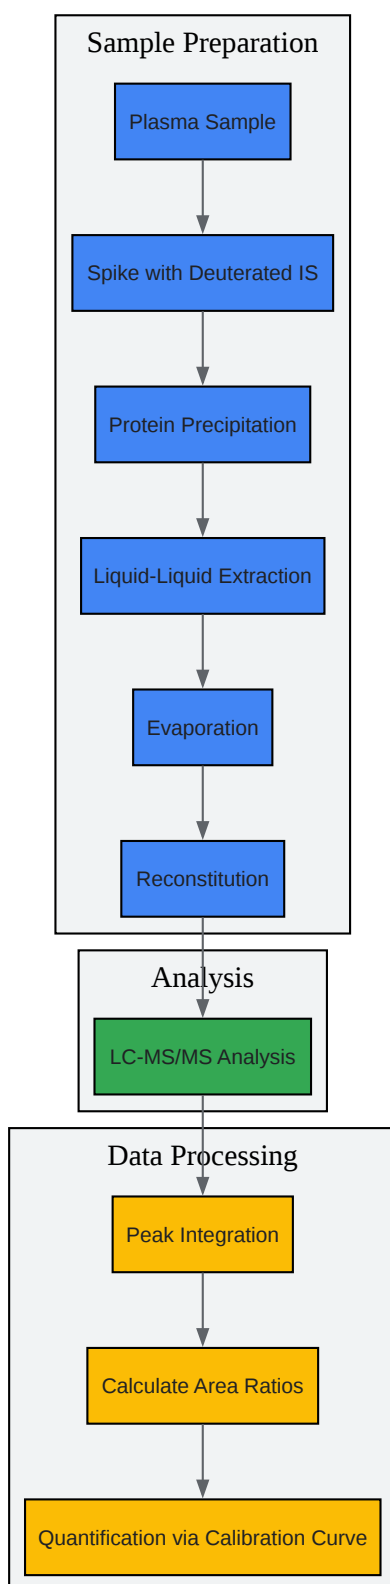 Sample Preparation
Plasma Sample
Spike with Deuterated IS
Protein Precipitation
Liquid-Liquid Extraction
Evaporation
Reconstitution
Analysis
LC-MS/MS Analysis
Data Processing
Peak Integration
Calculate Area Ratios
Quantification via Calibration Curve